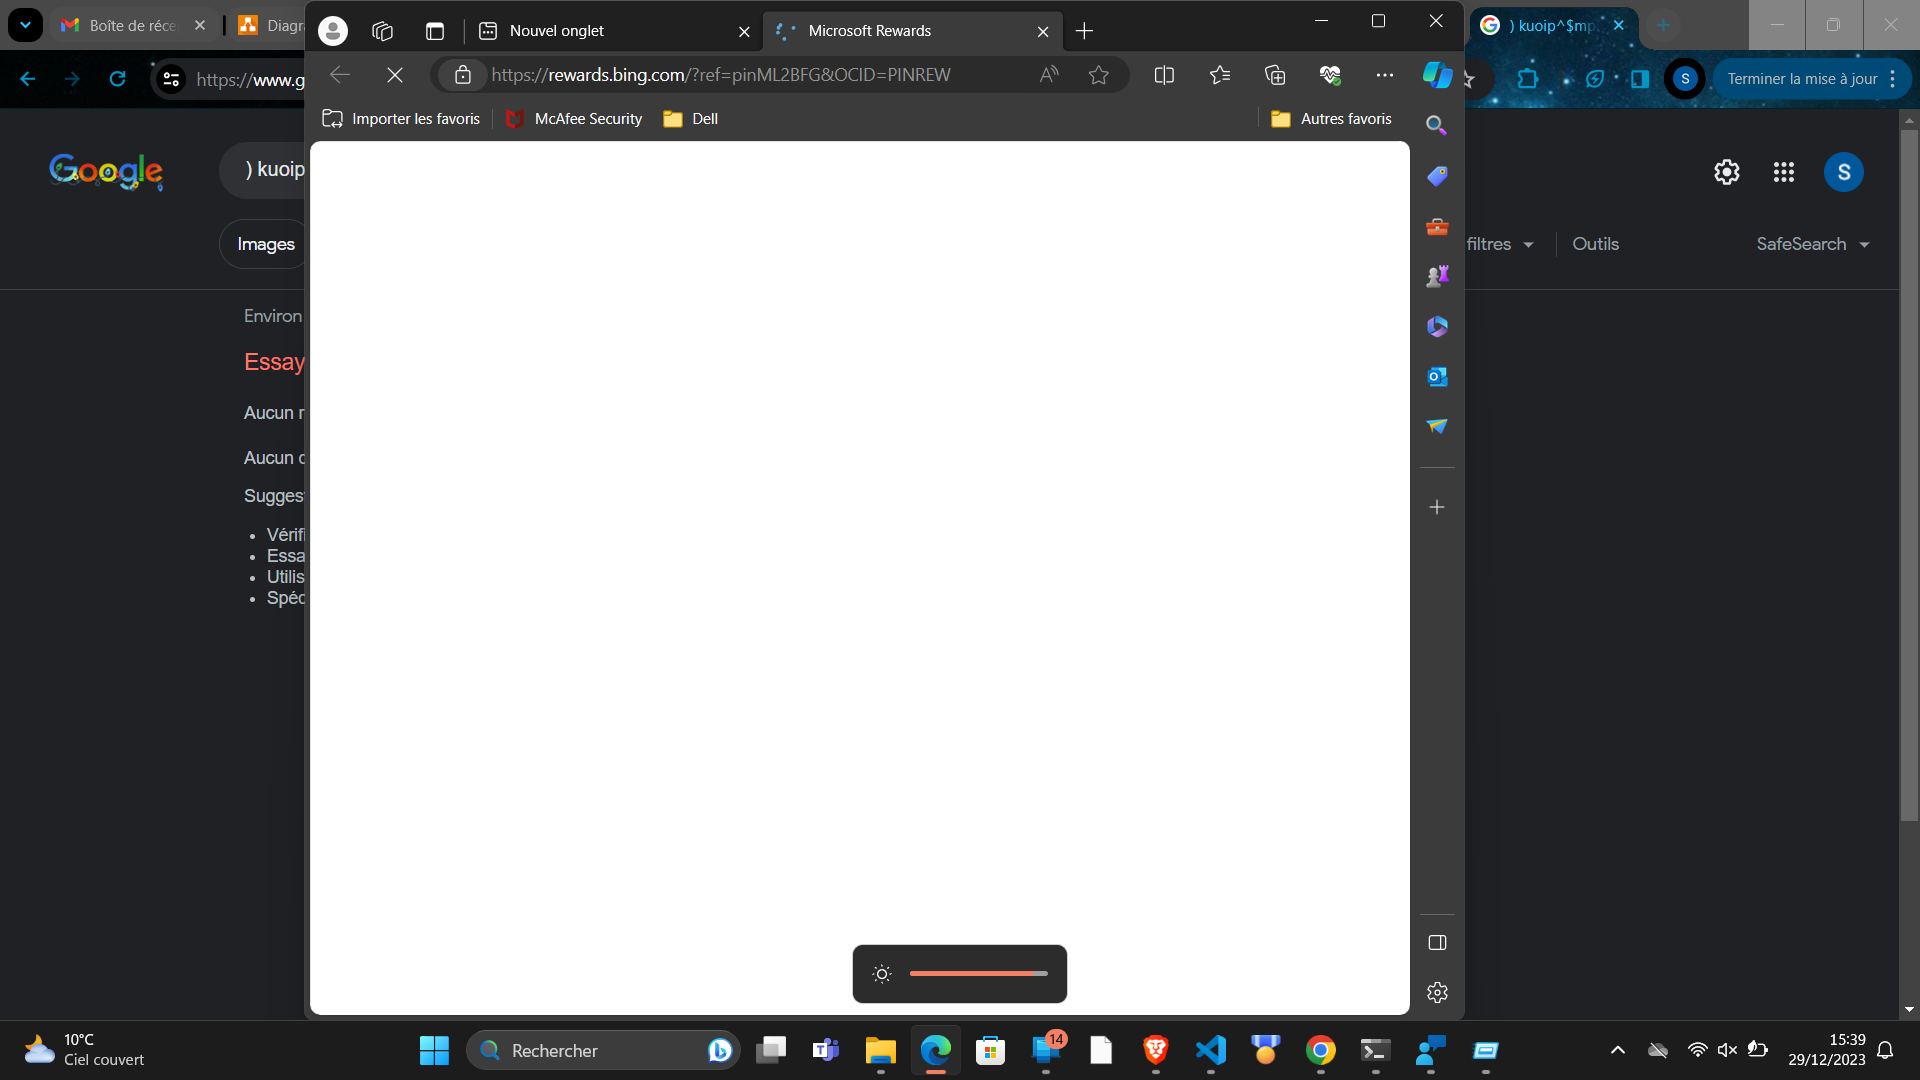 Boîte de réce
Diagra
Nouvel onglet
Microsoft Rewards
) kuoip^$mp
https://www.g
https://rewards.bing.com/?ref=pinML2BFG&OCID=PINREW
S
Terminer la mise à jour
Importer les favoris
McAfee Security
Dell
Autres favoris
Google
) kuoip
S
Images
filtres
Outils
SafeSearch
Environ
Essay
Aucun r
Aucun
Sugges
Vérifi
Essa
Utilis
Spéc
10°C
Ciel couvert
Rechercher
14
15:39
29/12/2023